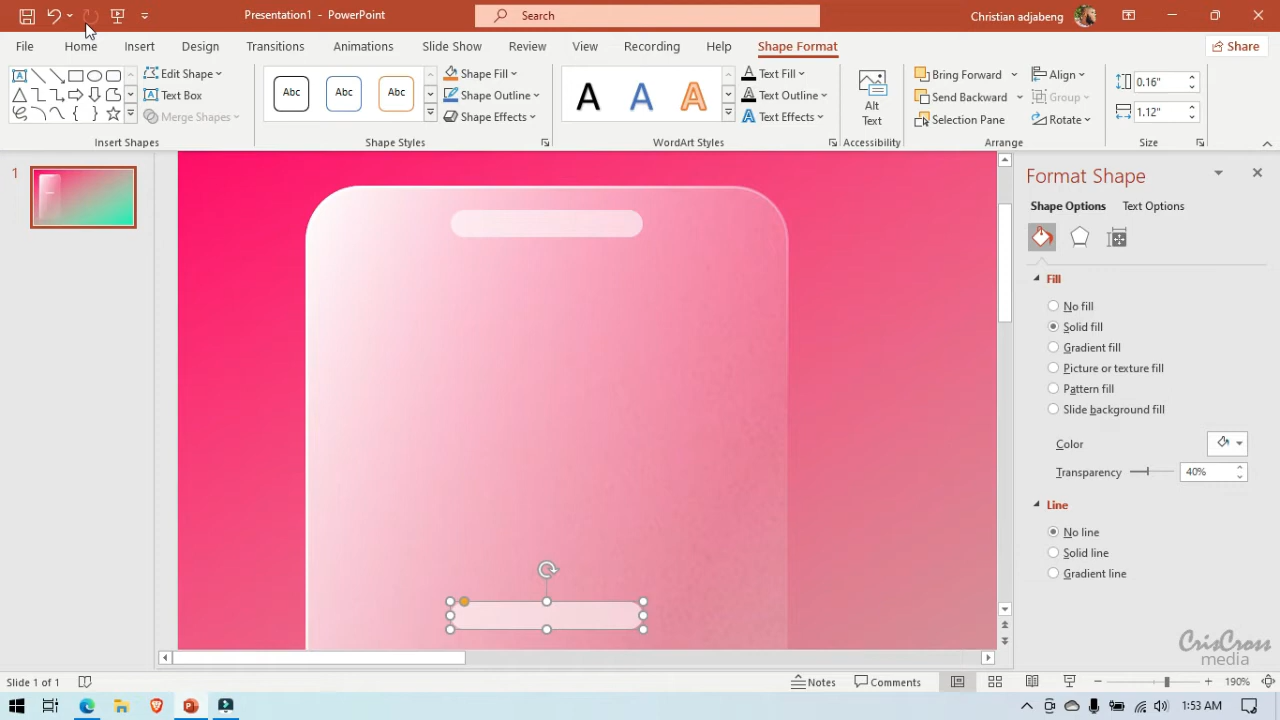 Presentation1 - PowerPoint
Search
Christian adjabeng
File Home Insert Design Transitions Animations Slide Show Review View Recording Help Shape Format
Share
Edit Shape
Text Box
Merge Shapes
Insert Shapes
Abc Abc Abc
Shape Fill
Shape Outline
Shape Effects
Shape Styles
A A A
Text Fill
Text Outline
Text Effects
WordArt Styles
Alt
Text
Accessibility
Bring Forward
Send Backward
Selection Pane
Align
Group
Rotate
Arrange
0.16"
1.12"
Size
1
Format Shape
Shape Options Text Options
Fill
No fill
Solid fill
Gradient fill
Picture or texture fill
Pattern fill
Slide background fill
Color
Transparency 40%
Line
No line
Solid line
Gradient line
CrisCross
media
Slide 1 of 1
Notes Comments
190%
1:53 AM